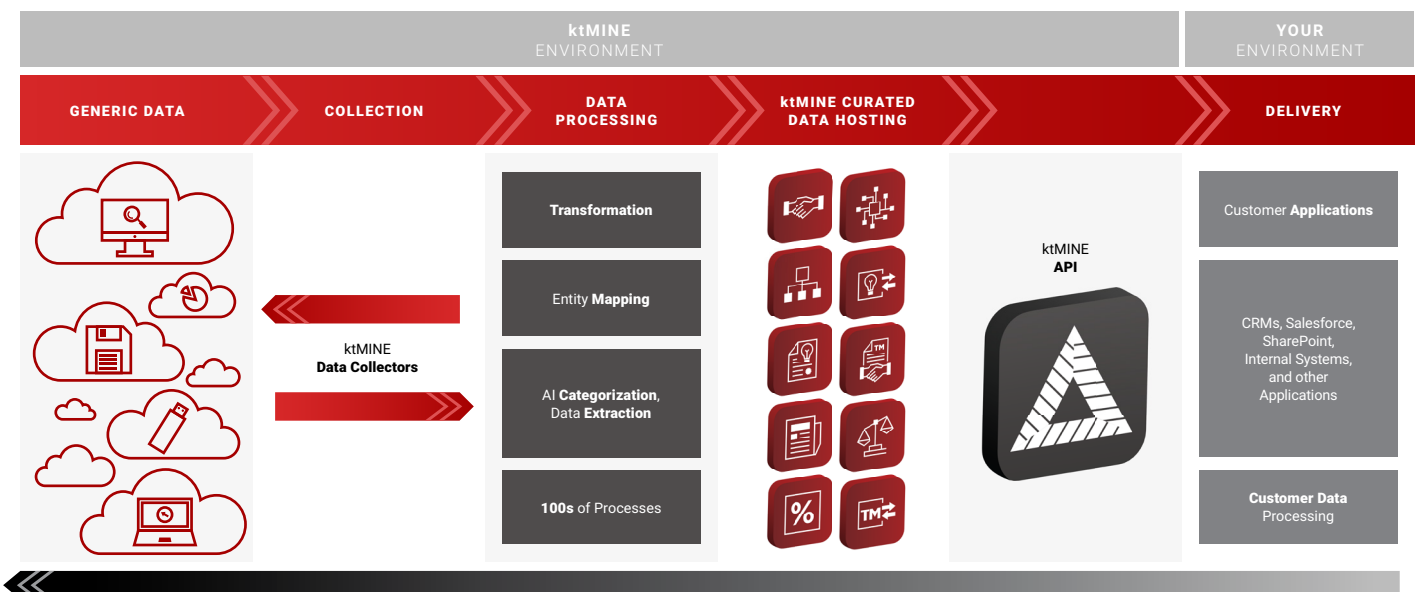 ktMINE
ENVIRONMENT
YOUR
ENVIRONMENT
GENERIC DATA
COLLECTION
DATA
PROCESSING
ktMINE CURATED
DATA HOSTING
DELIVERY
ktMINE
Data Collectors
Transformation
Entity Mapping
AI Categorization,
Data Extraction
100s of Processes
TM
%
TM
ktMINE
API
Customer Applications
CRMs, Salesforce,
SharePoint,
Internal Systems,
and other
Applications
Customer Data
Processing